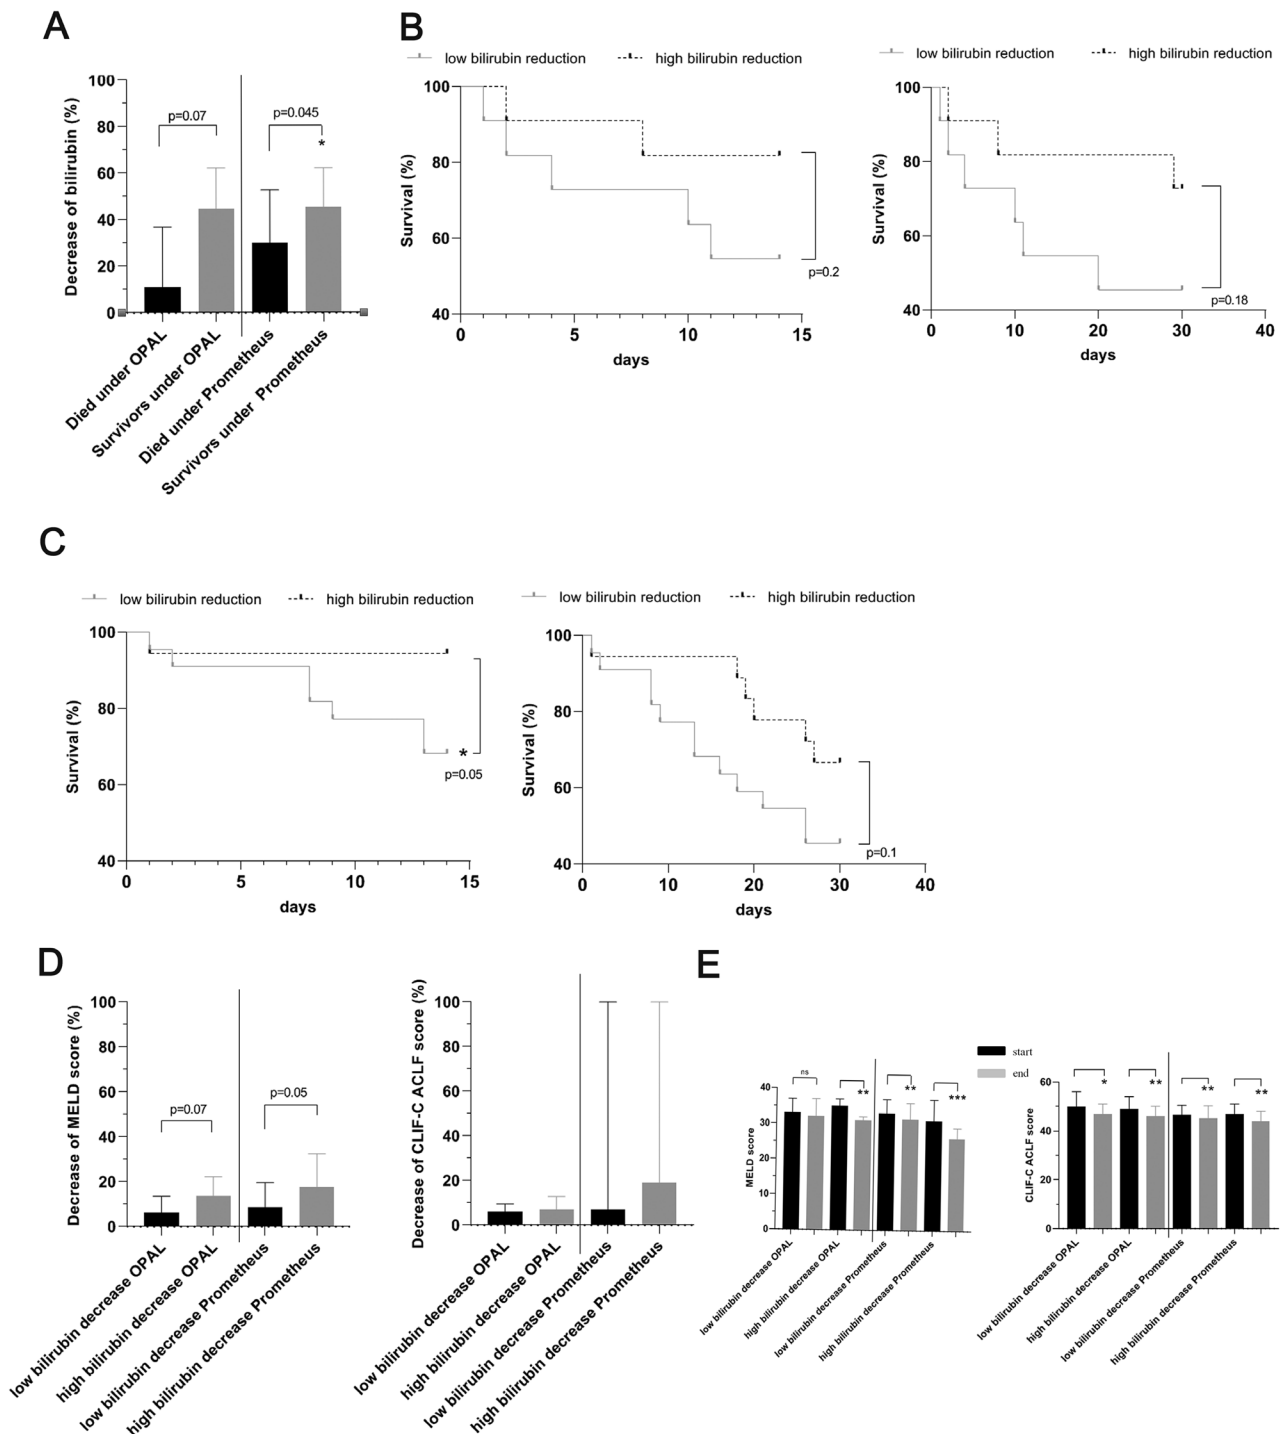 A
Decrease of bilirubin (%)
100
80
60
40
20
0
p=0.07
p=0.045
*
Died under OPAL
Survivors under OPAL
Died under Prometheus
Survivors under Prometheus
B
low bilirubin reduction
high bilirubin reduction
Survival (%)
100
80
60
40
0
5
10
15
days
p=0.2
low bilirubin reduction
high bilirubin reduction
Survival (%)
100
80
60
40
0
10
20
30
40
days
p=0.18
C
low bilirubin reduction
high bilirubin reduction
Survival (%)
100
80
60
40
0
5
10
15
days
*
p=0.05
low bilirubin reduction
high bilirubin reduction
Survival (%)
100
80
60
40
0
10
20
30
40
days
p=0.1
D
Decrease of MELD score (%)
100
80
60
40
20
0
p=0.07
p=0.05
low bilirubin decrease OPAL
high bilirubin decrease OPAL
low bilirubin decrease Prometheus
high bilirubin decrease Prometheus
Decrease of CLIF-C ACLF score (%)
100
80
60
40
20
0
low bilirubin decrease OPAL
high bilirubin decrease OPAL
low bilirubin decrease Prometheus
high bilirubin decrease Prometheus
E
start
end
MELD score
40
30
20
10
0
ns
**
**
***
low bilirubin decrease OPAL
high bilirubin decrease OPAL
low bilirubin decrease Prometheus
high bilirubin decrease Prometheus
CLIF-C ACLF score
60
40
20
0
*
**
**
**
low bilirubin decrease OPAL
high bilirubin decrease OPAL
low bilirubin decrease Prometheus
high bilirubin decrease Prometheus